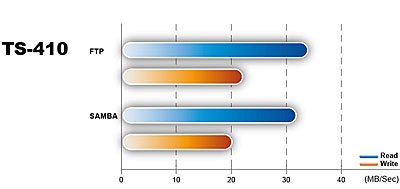 TS-410
FTP
SAMBA
Read
Write
0 10 20 30 40 (MB/Sec)